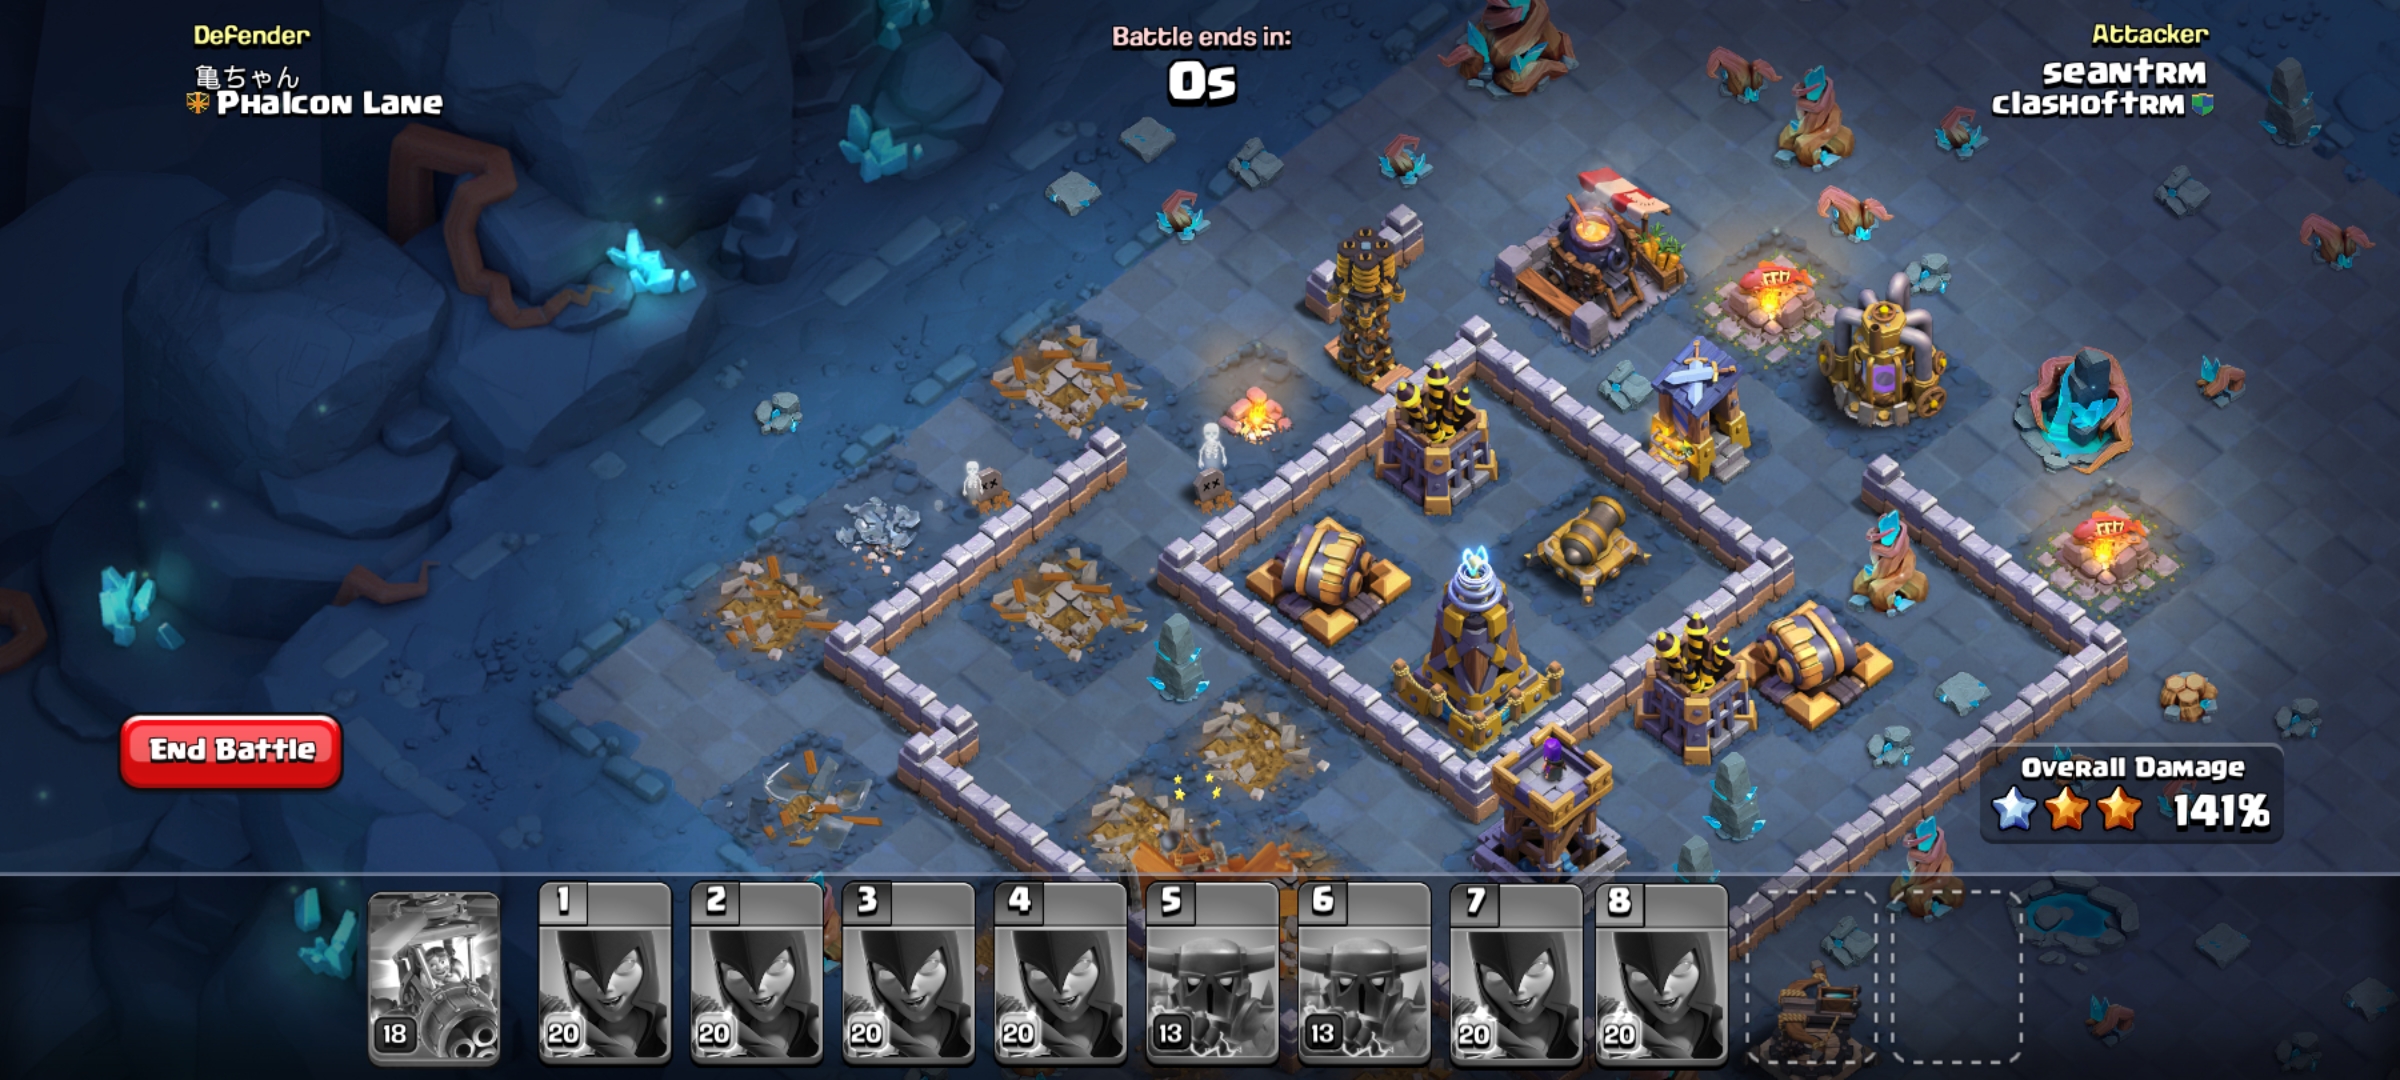 Defender
亀ちゃん
Phalcon Lane
Battle ends in:
0s
Attacker
seantrm
clashoftrm
End Battle
Overall Damage
141%
1 2 3 4 5 6 7 8
18 20 20 20 20 13 13 20 20